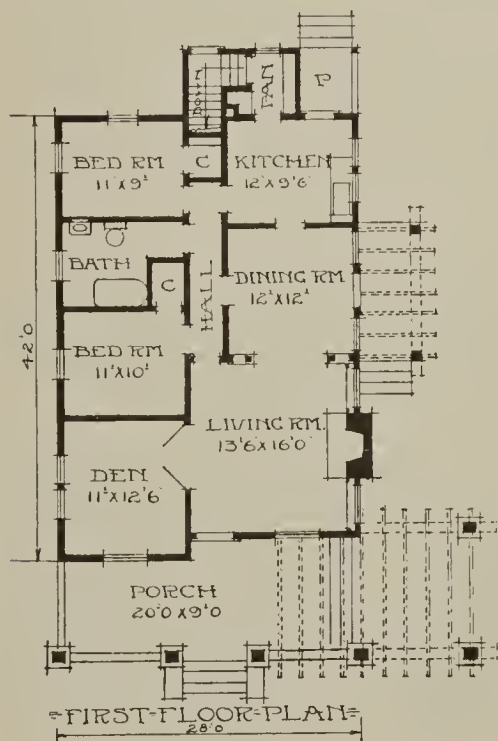 PAN
P
DOWN
BED RM
11'X9'
C
KITCHEN
12'X9'6"
BATH
C
HALL
DINING RM.
12'X12'
42'0
BED RM
11'X10'
LIVING RM.
13'6X16'0
DEN
11'X12'6"
PORCH
20'0X9'0
=FIRST=FLOOR=PLAN=
28'0